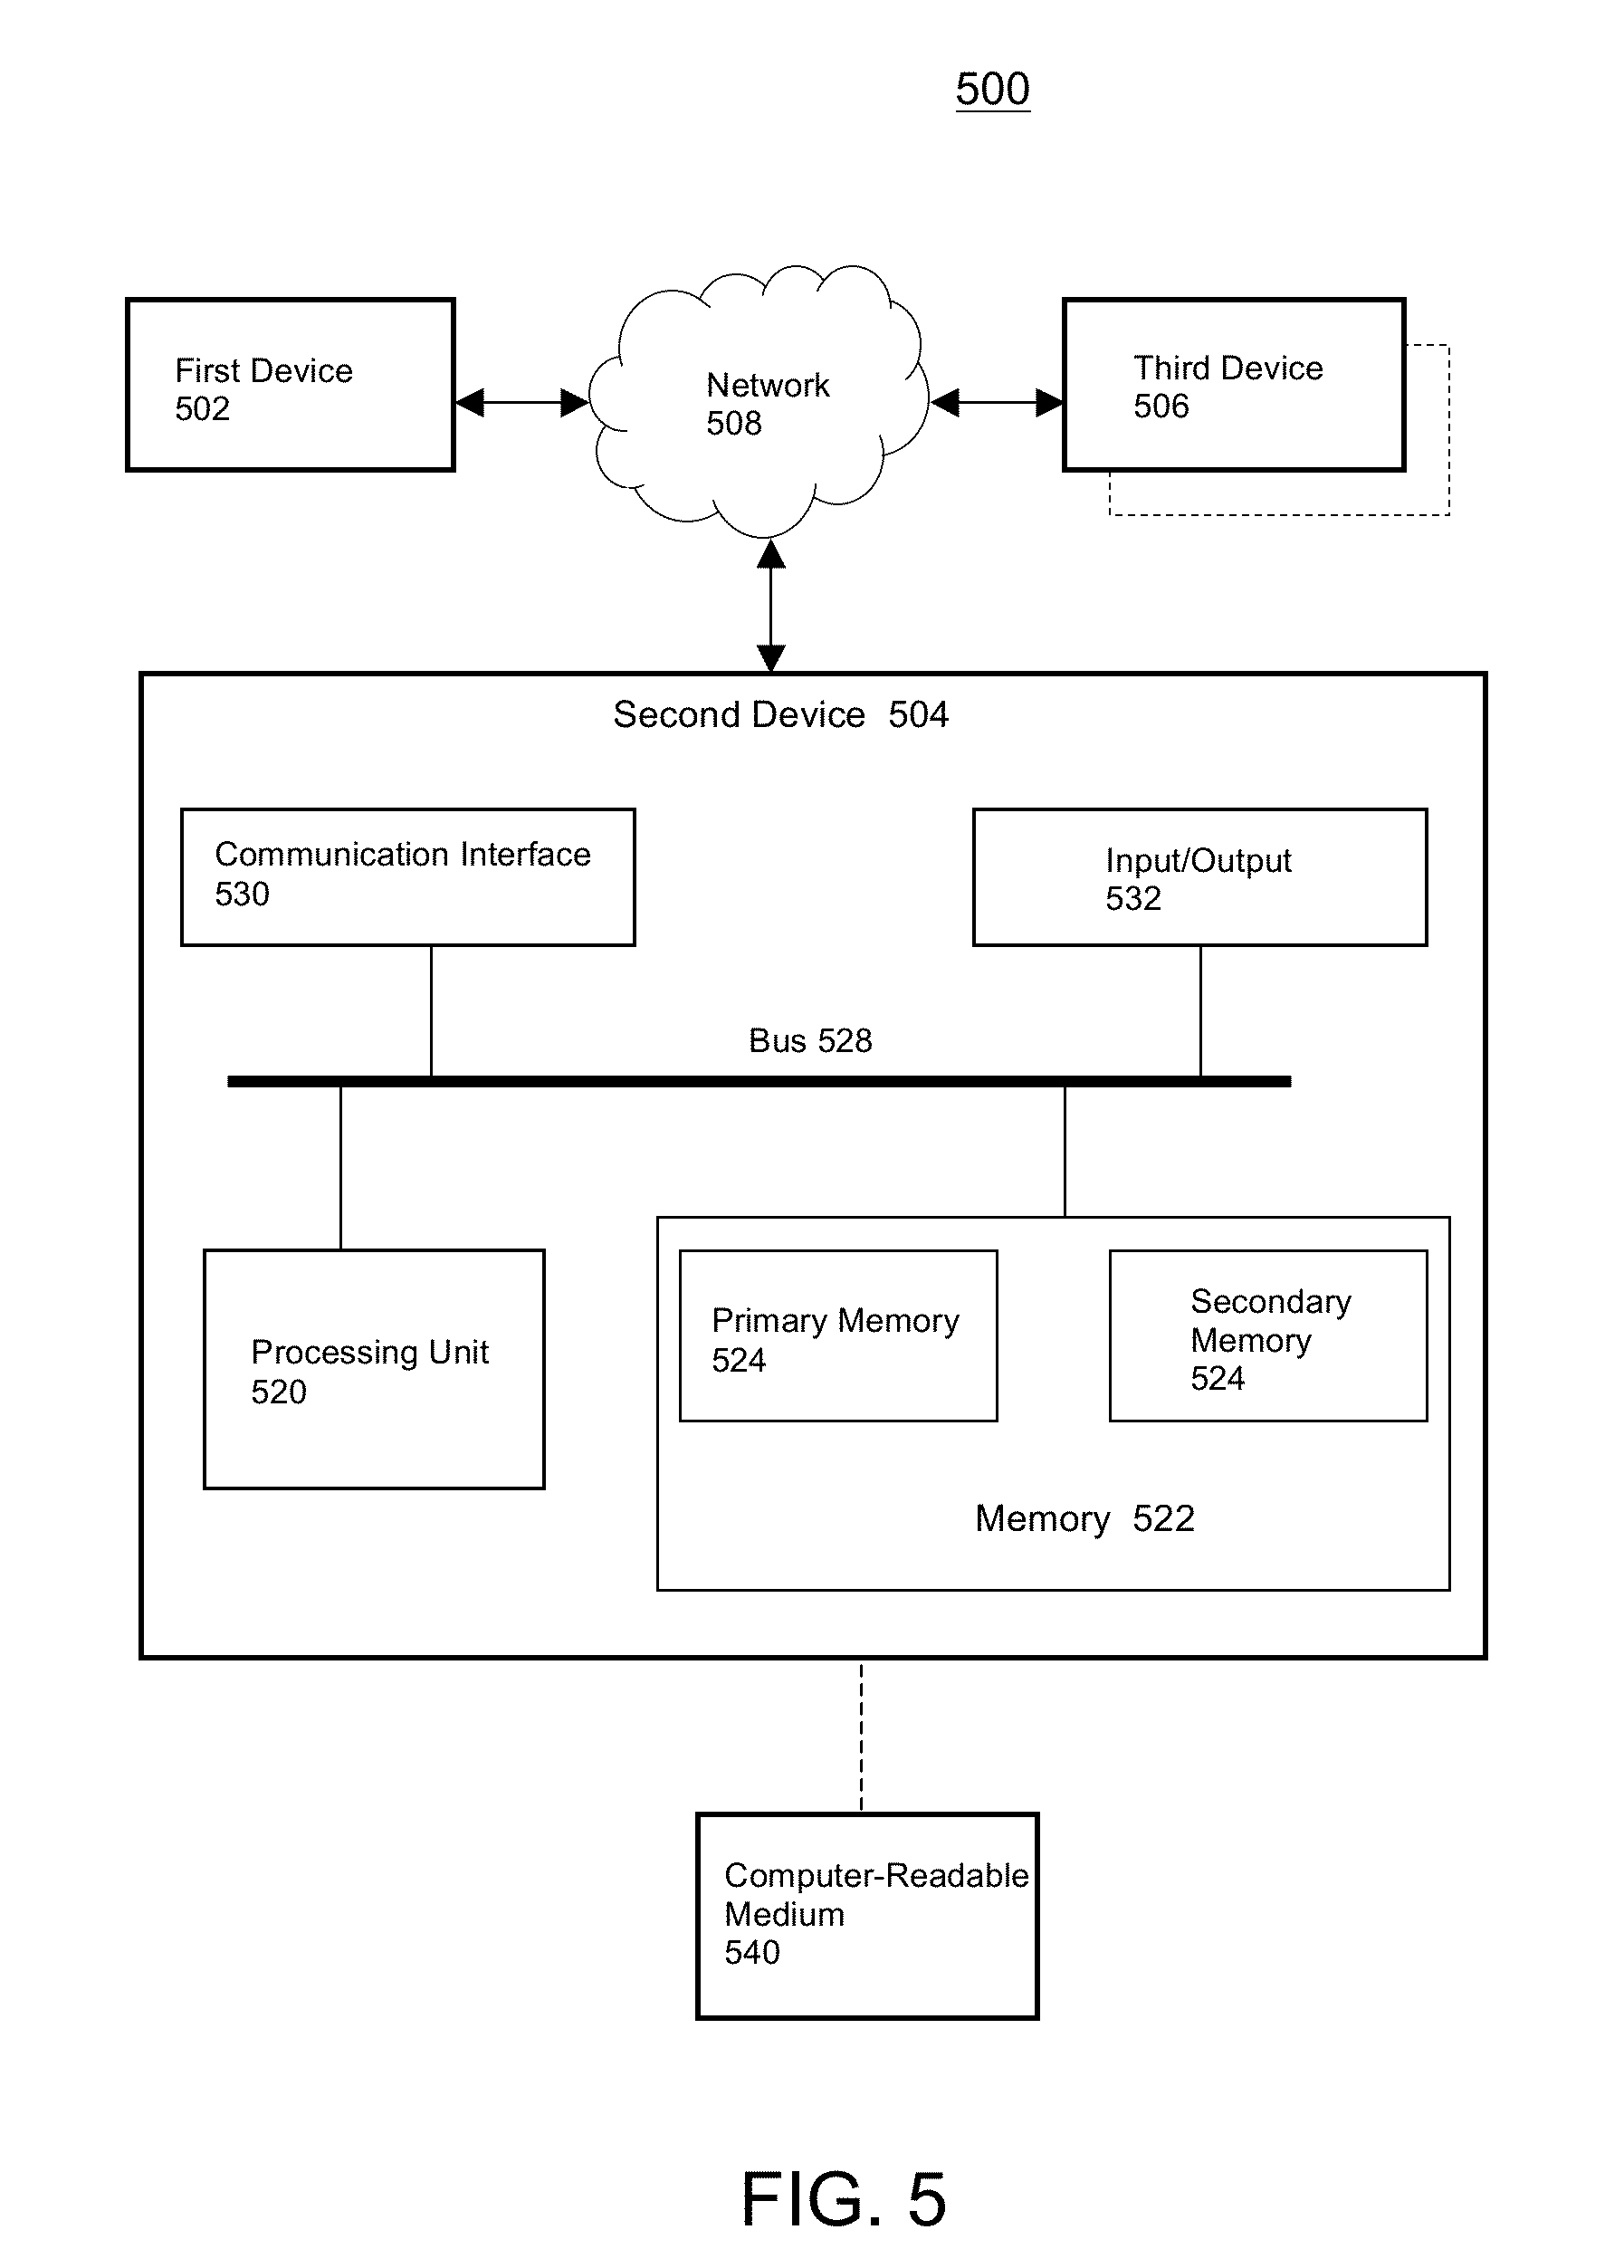 500
First Device
502
Network
508
Third Device
506
Second Device 504
Communication Interface
530
Input/Output
532
Bus 528
Processing Unit
520
Primary Memory
524
Secondary
Memory
524
Memory 522
Computer-Readable
Medium
540
FIG. 5